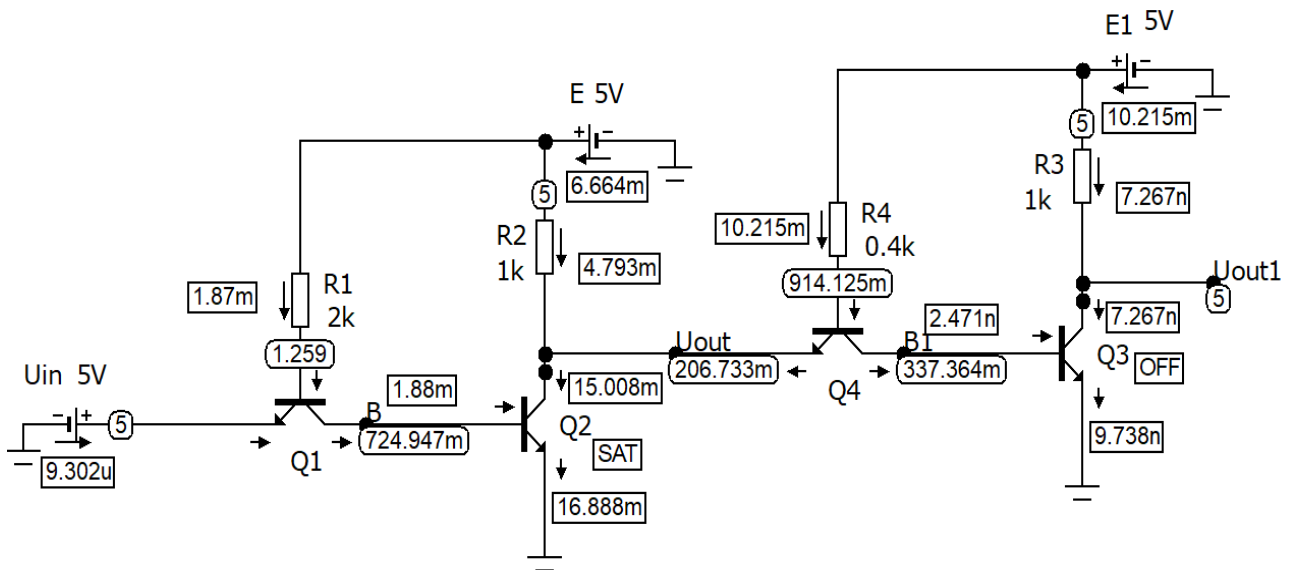 E1 5V
+ -
10.215m
E 5V
+ -
6.664m
5
R3
1k
7.267n
5
R2
1k
4.793m
10.215m
R4
0.4k
914.125m
1.87m
R1
2k
1.259
Uout1
5
7.267n
Q3
OFF
2.471n
B1
337.364m
Uout
206.733m
Q4
9.738n
Uin 5V
- +
5
9.302u
Q1
1.88m
B
724.947m
15.008m
Q2
SAT
16.888m